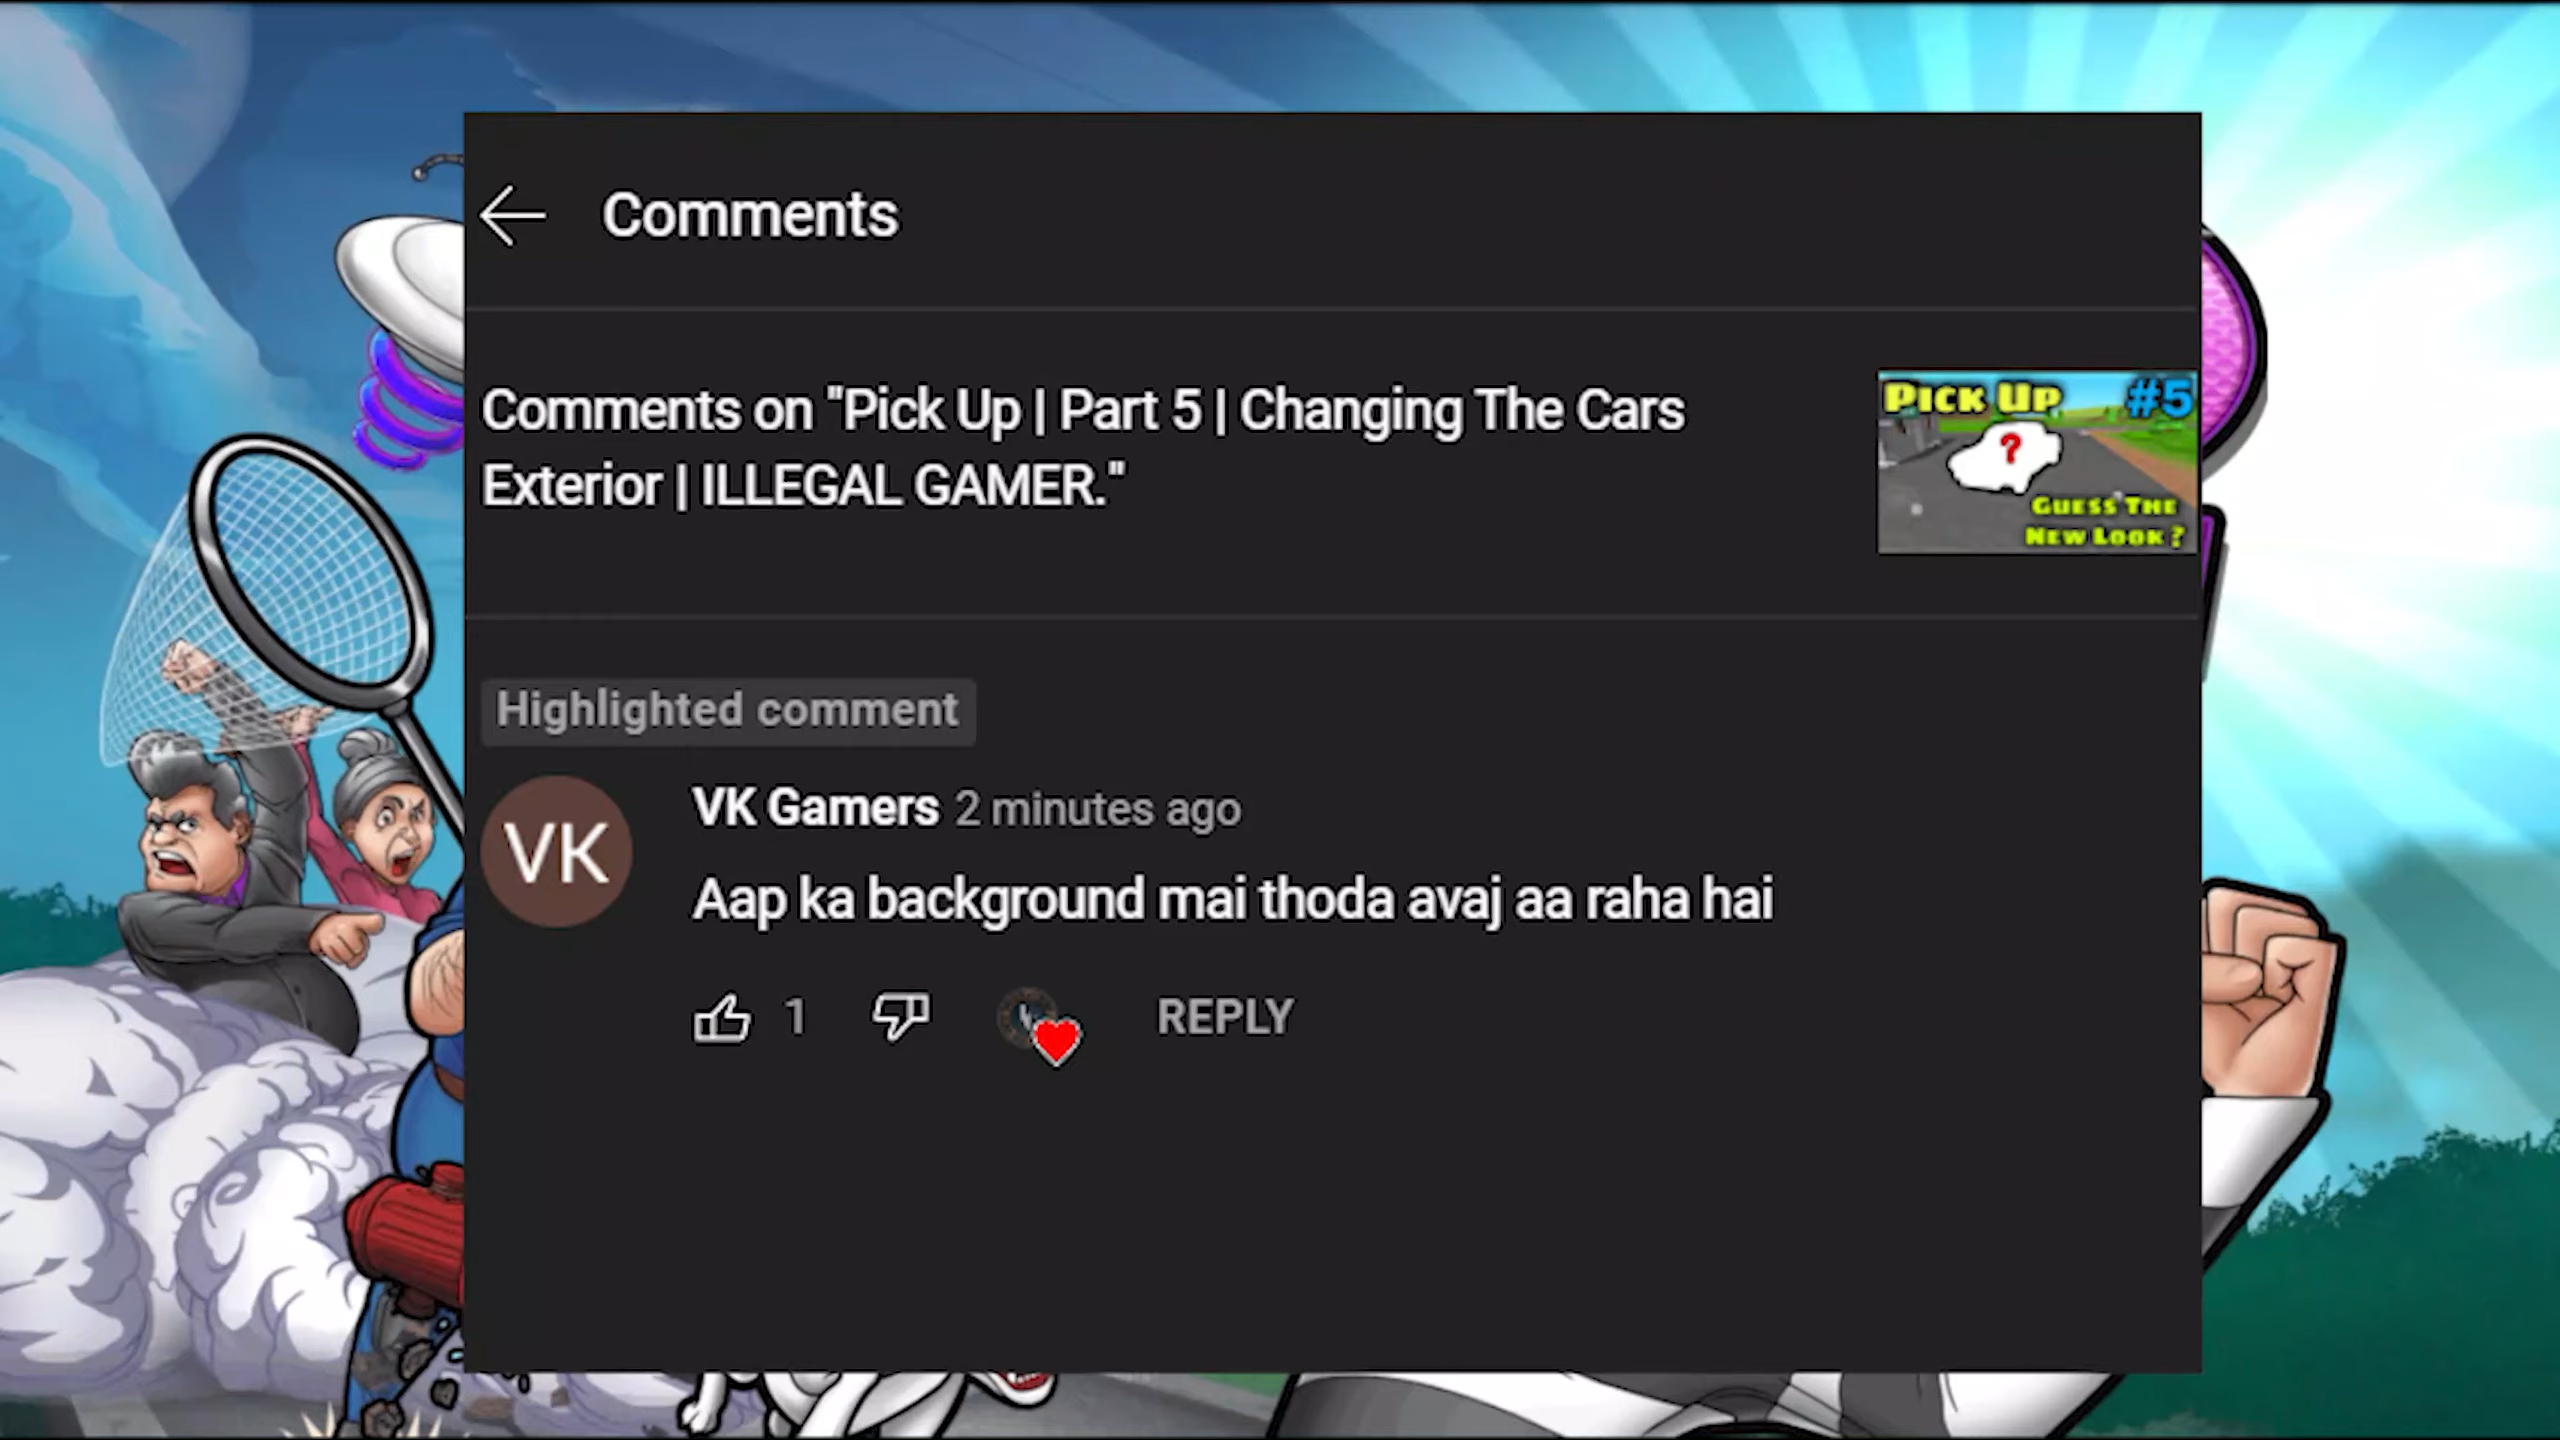 Comments
Comments on "Pick Up | Part 5 | Changing The Cars
Exterior | ILLEGAL GAMER."
PICK UP #5
?
GUESS THE
NEW LOOK ?
Highlighted comment
VK
VK Gamers 2 minutes ago
Aap ka background mai thoda avaj aa raha hai
1
REPLY